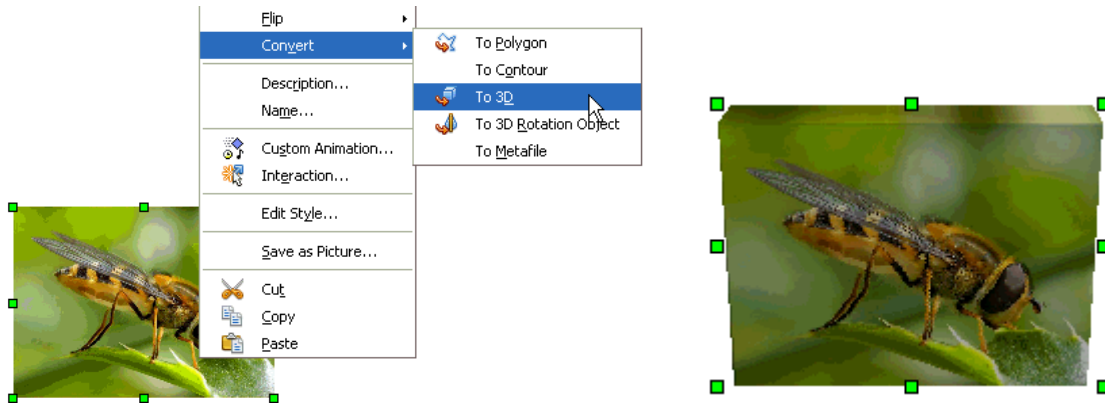 Flip
Convert
Description...
Name...
Custom Animation...
Interaction...
Edit Style...
Save as Picture...
Cut
Copy
Paste
To Polygon
To Contour
To 3D
To 3D Rotation Object
To Metafile